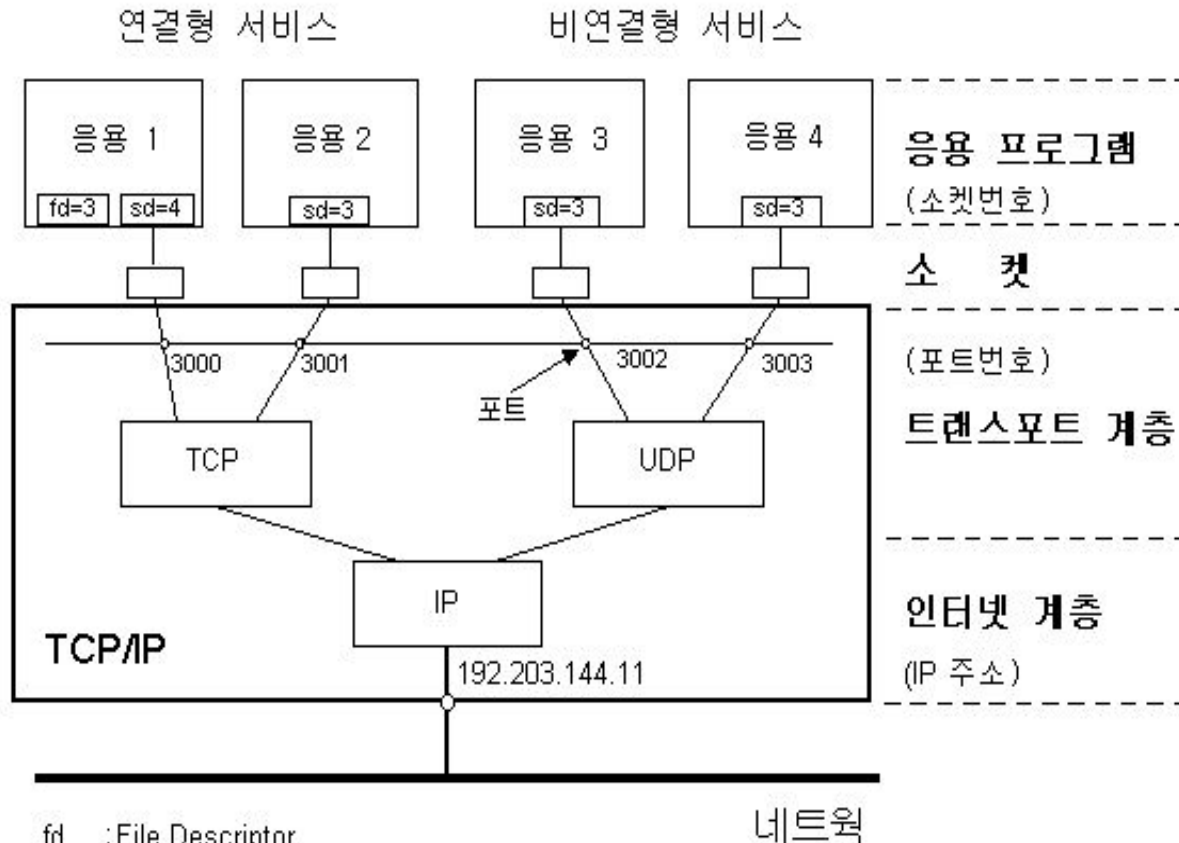 연결형 서비스
비연결형 서비스
응용 1
응용2
응용 3
응용 4
fd=3
sd=4
sd=3
sd=3
sd=3
응용 프로그램
(소켓번호)
소 켓
3000
3001
3002
3003
포트
(포트번호)
트랜스포트 계층
TCP
UDP
IP
TCP/IP
192.203.144.11
인터넷 계층
(IP 주소)
네트웍
fd :File Descriptor